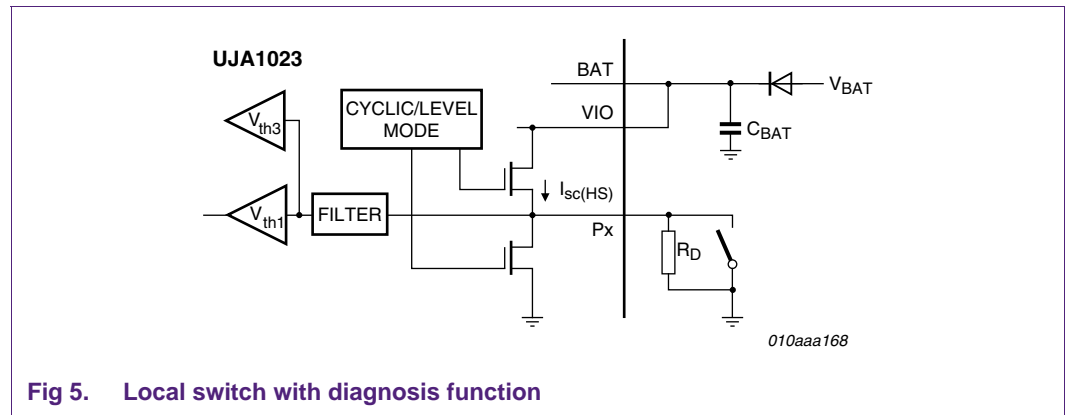 UJA1023
BAT
VBAT
VIO
CYCLIC/LEVEL
MODE
CBAT
Vth3
Isc(HS)
Vth1
FILTER
Px
RD
010aaa168
Fig 5. Local switch with diagnosis function